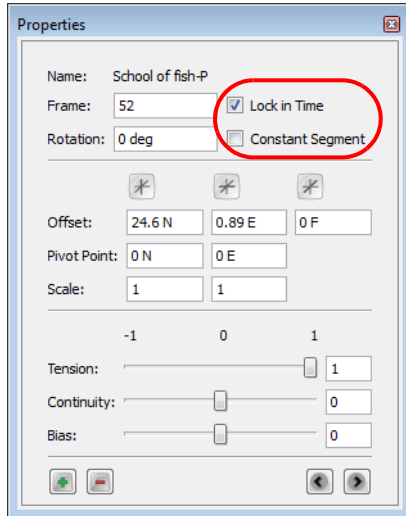 Properties
Name: School of fish-P
Frame: 52 Lock in Time
Rotation: 0 deg Constant Segment
Offset: 24.6 N 0.89 E 0 F
Pivot Point: 0 N 0 E
Scale: 1 1
-1 0 1
Tension: 1
Continuity: 0
Bias: 0